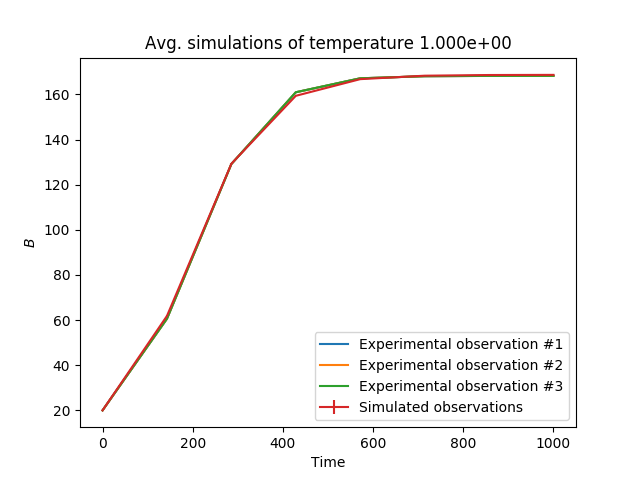 Avg. simulations of temperature 1.000e+00
B
160
140
120
100
80
60
40
20
0 200 400 600 800 1000
Time
Experimental observation #1
Experimental observation #2
Experimental observation #3
Simulated observations